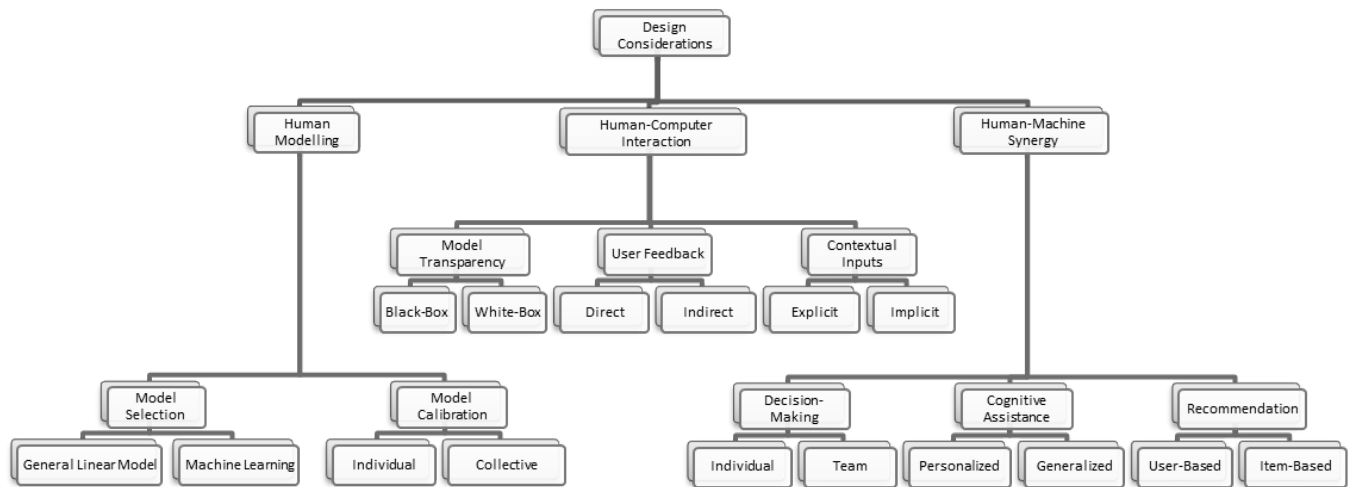 Design
Considerations
Human
Modelling
Human-Computer
Interaction
Human-Machine
Synergy
Model
Transparency
User Feedback
Contextual
Inputs
Black-Box
White-Box
Direct
Indirect
Explicit
Implicit
Model
Selection
Model
Calibration
Decision-
Making
Cognitive
Assistance
Recommendation
General Linear Model
Machine Learning
Individual
Collective
Individual
Team
Personalized
Generalized
User-Based
Item-Based